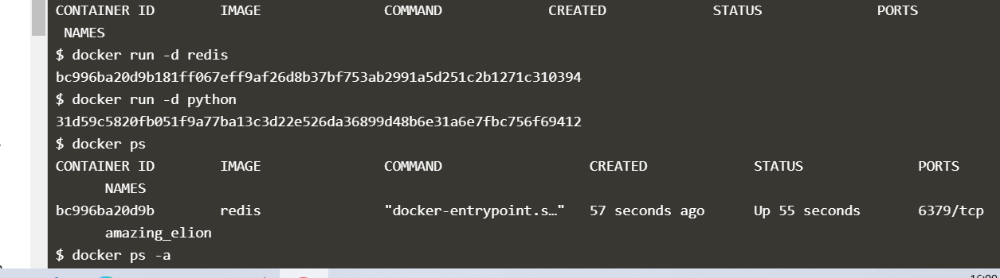 CONTAINER ID IMAGE COMMAND CREATED STATUS PORTS
NAMES
$ docker run -d redis
bc996ba20d9b181ff067eff9af26d8b37bf753ab2991a5d251c2b1271c310394
$ docker run -d python
31d59c5820fb051f9a77ba13c3d22e526da36899d48b6e31a6e7fbc756f69412
$ docker ps
CONTAINER ID IMAGE COMMAND CREATED STATUS PORTS
NAMES
bc996ba20d9b redis "docker-entrypoint.s…" 57 seconds ago Up 55 seconds 6379/tcp
amazing_elion
$ docker ps -a